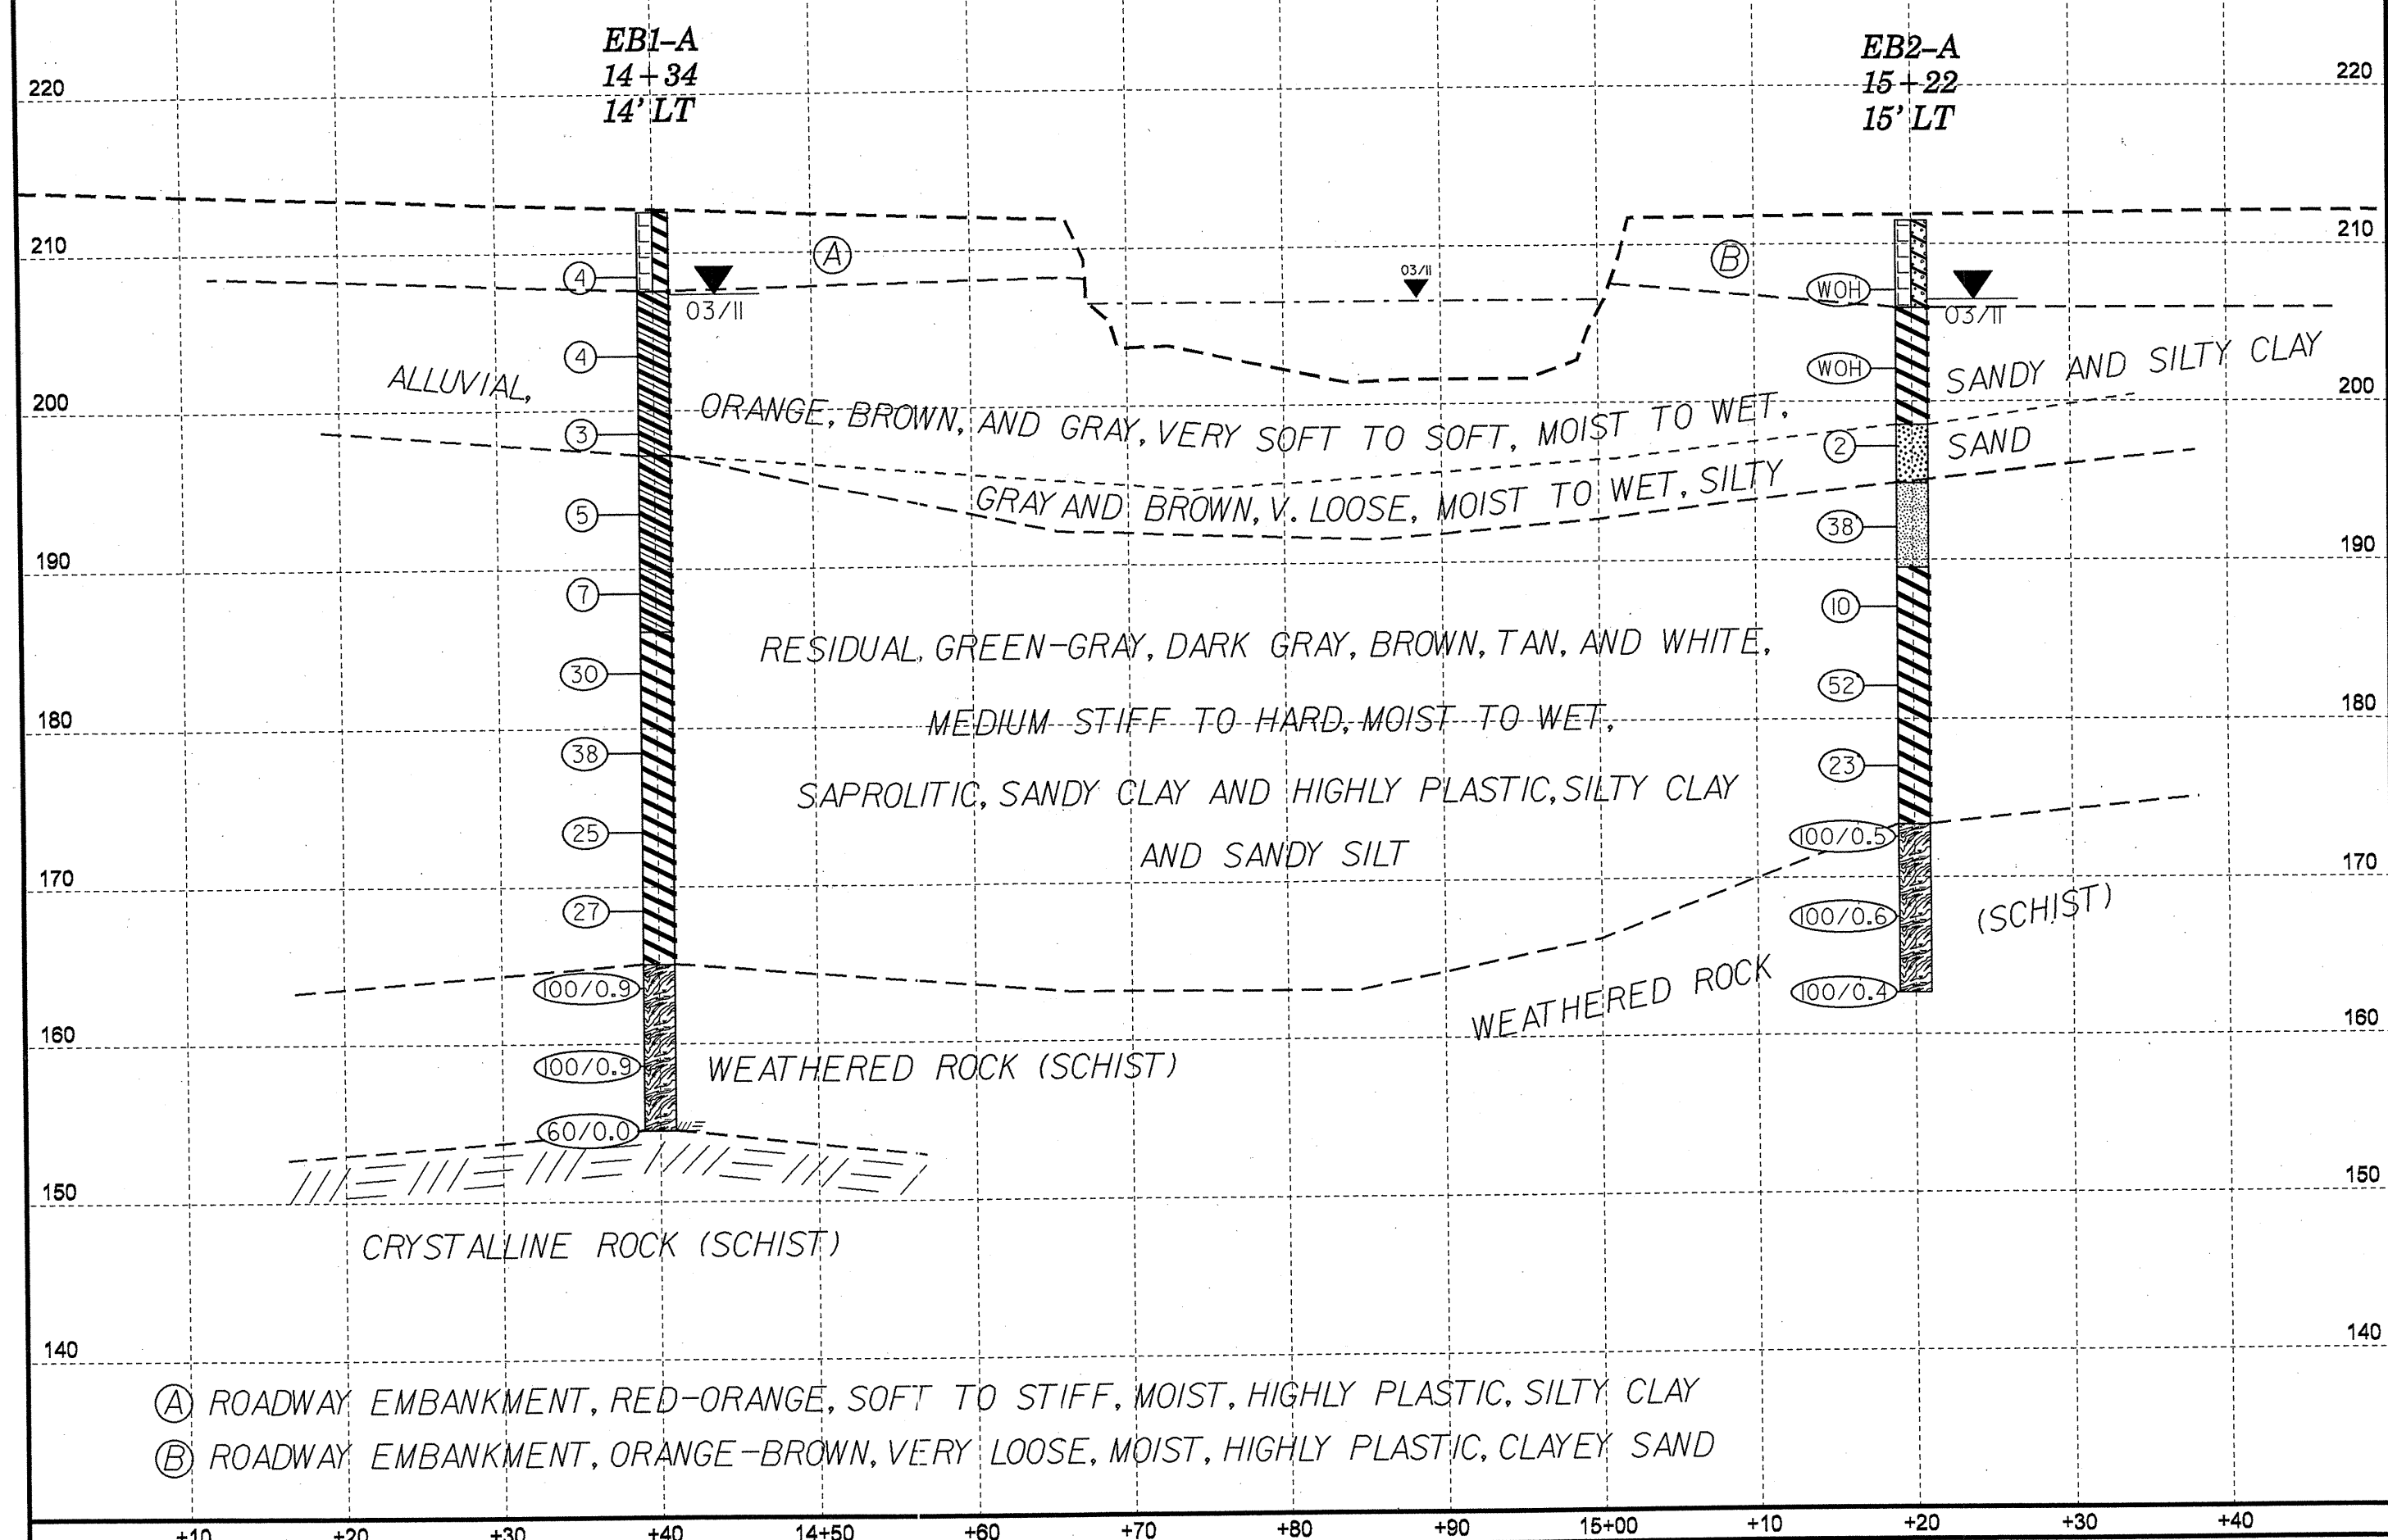 EB1-A
14+34
14' LT
EB2-A
15+22
15' LT
220
220
210
210
A
B
4
03/11
03/11
WOH
03/11
4
WOH
ALLUVIAL,
SANDY AND SILTY CLAY
200
200
ORANGE, BROWN, AND GRAY, VERY SOFT TO SOFT, MOIST TO WET,
3
2
SAND
GRAY AND BROWN, V. LOOSE, MOIST TO WET, SILTY
5
38
190
190
7
10
RESIDUAL, GREEN-GRAY, DARK GRAY, BROWN, TAN, AND WHITE,
30
52
180
180
MEDIUM STIFF TO HARD, MOIST TO WET,
38
23
SAPROLITIC, SANDY CLAY AND HIGHLY PLASTIC, SILTY CLAY
25
100/0.5
AND SANDY SILT
170
170
27
100/0.6
(SCHIST)
100/0.9
100/0.4
WEATHERED ROCK
160
160
100/0.9
WEATHERED ROCK (SCHIST)
60/0.0
150
150
CRYSTALLINE ROCK (SCHIST)
140
140
A ROADWAY EMBANKMENT, RED-ORANGE, SOFT TO STIFF, MOIST, HIGHLY PLASTIC, SILTY CLAY
B ROADWAY EMBANKMENT, ORANGE-BROWN, VERY LOOSE, MOIST, HIGHLY PLASTIC, CLAYEY SAND
+10 +20 +30 +40 14+50 +60 +70 +80 +90 15+00 +10 +20 +30 +40